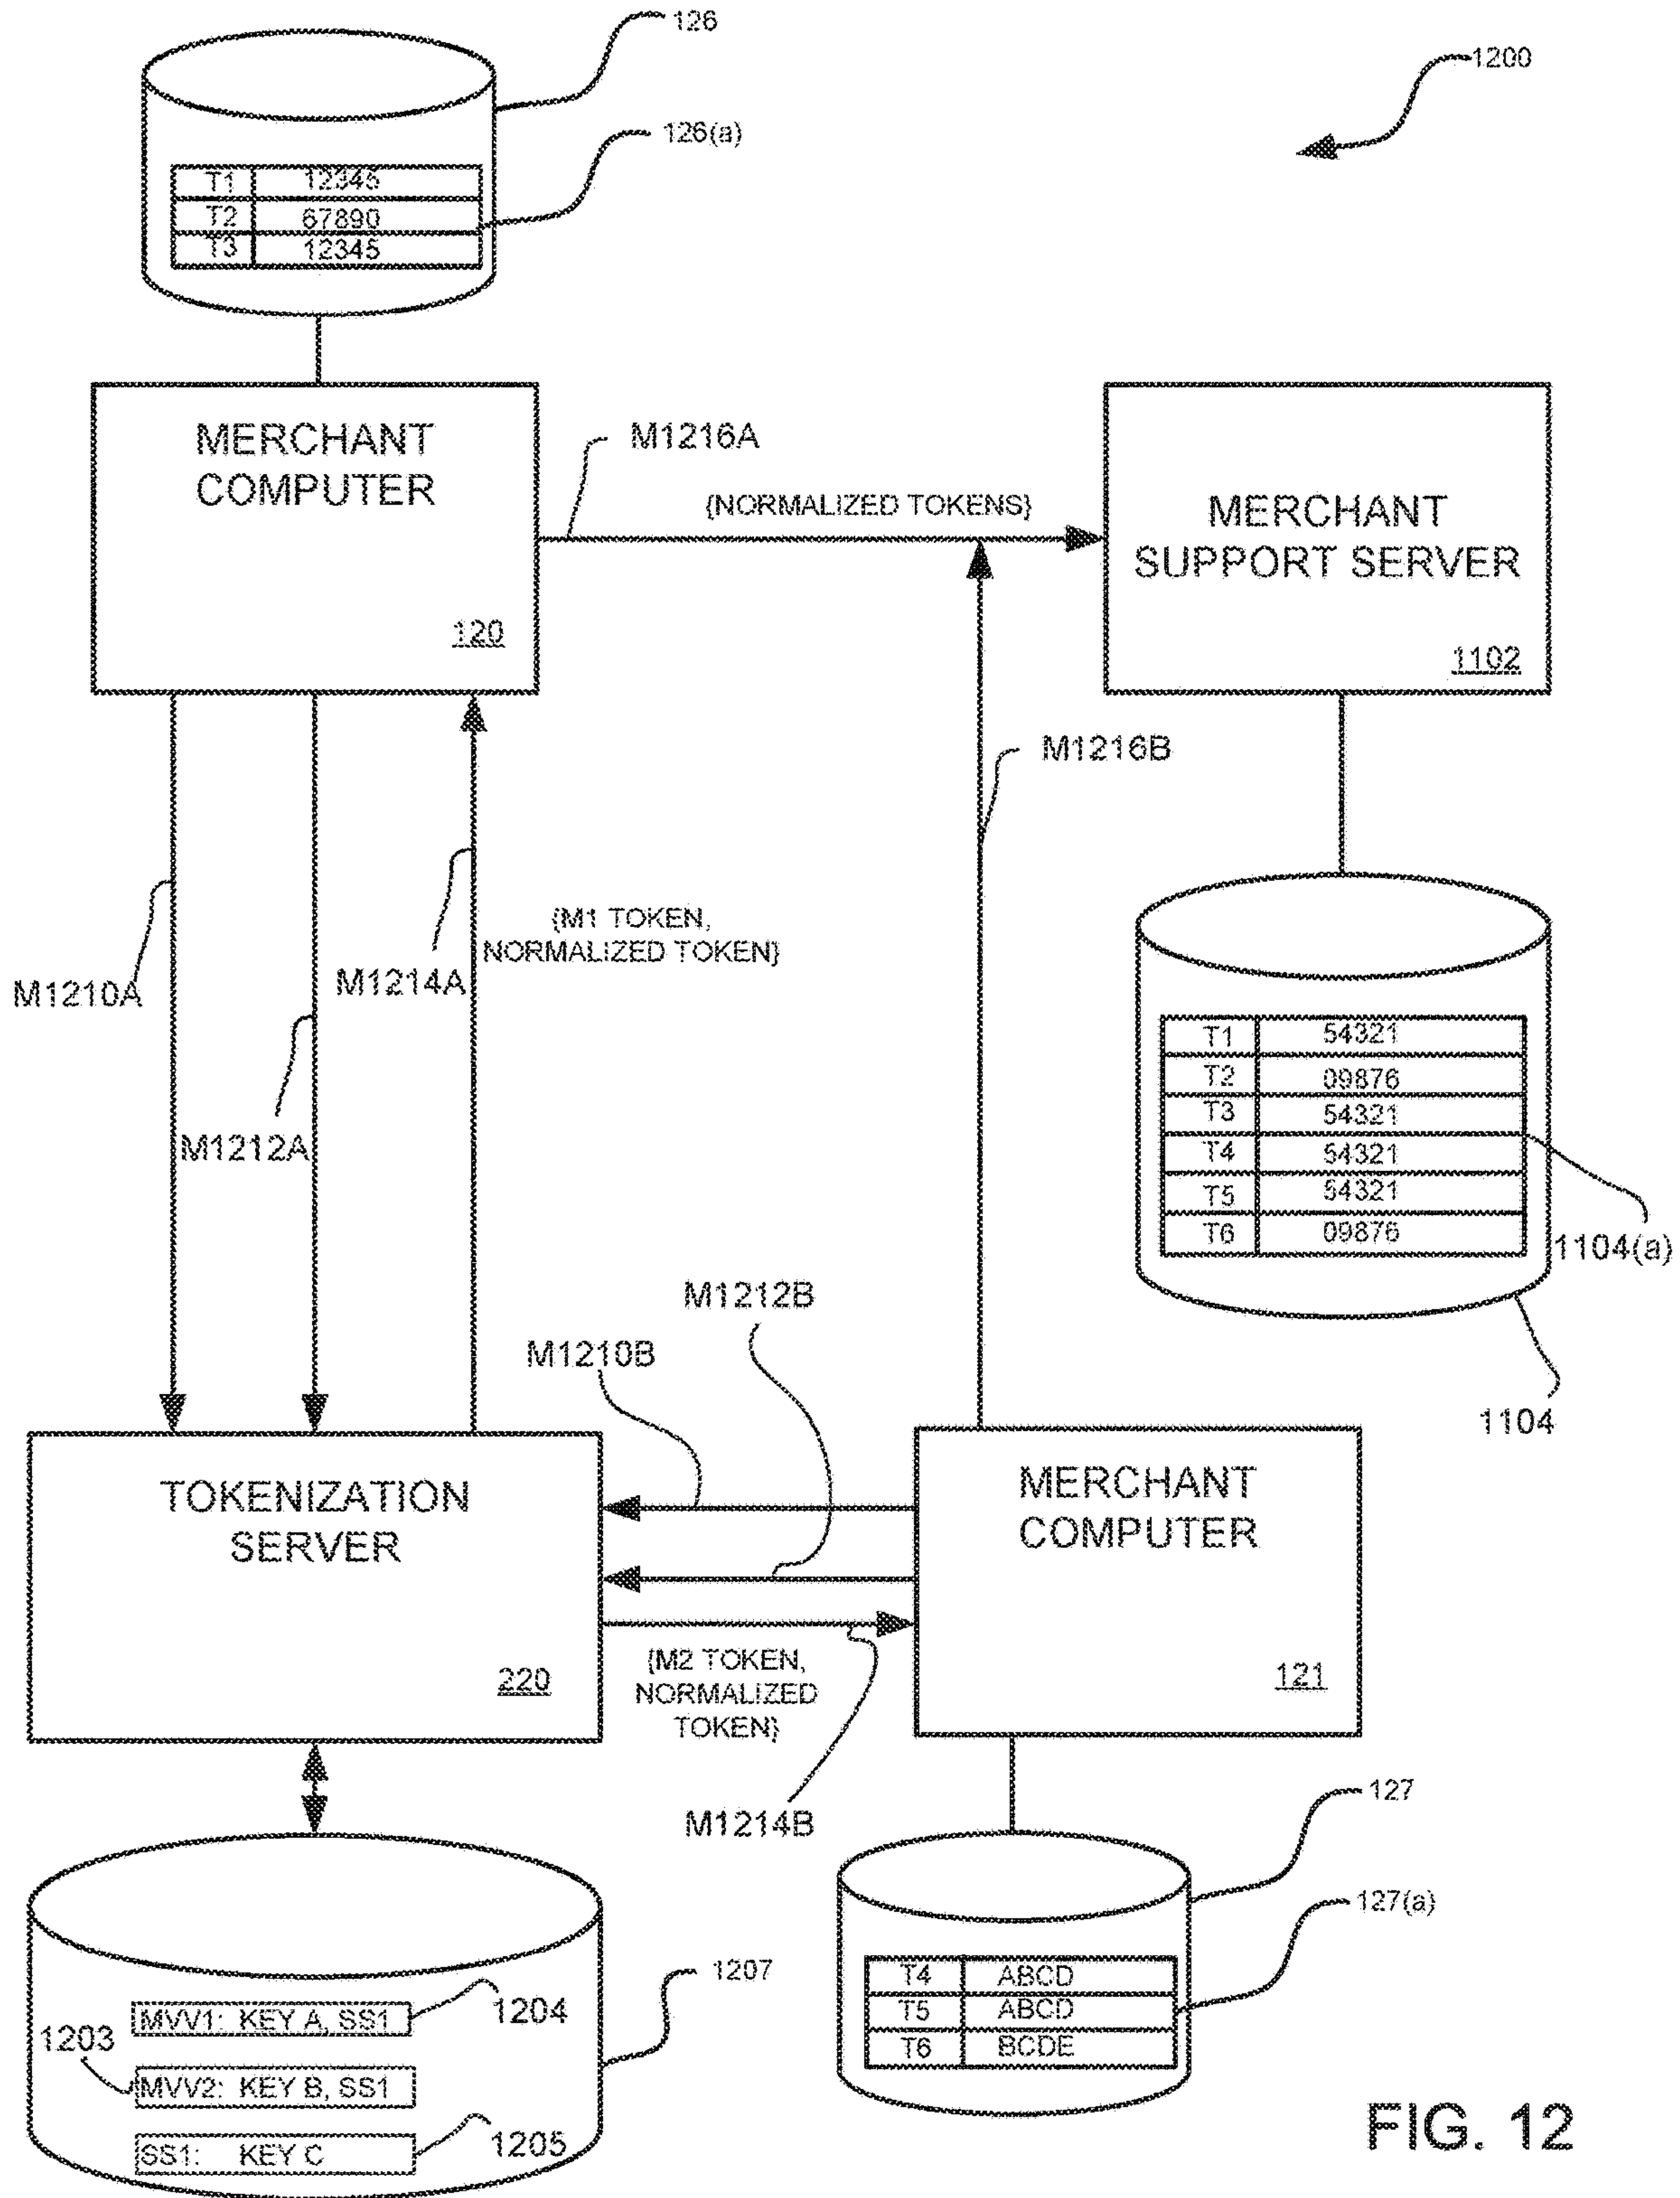 126
1200
126(a)
T1 12345
T2 67890
T3 12345
MERCHANT
COMPUTER
120
M1216A
{NORMALIZED TOKENS}
MERCHANT
SUPPORT SERVER
1102
M1216B
{M1 TOKEN,
NORMALIZED TOKEN}
M1210A
M1214A
M1212A
T1 54321
T2 09876
T3 54321
T4 54321
T5 54321
T6 09876
1104(a)
1104
M1212B
M1210B
TOKENIZATION
SERVER
220
MERCHANT
COMPUTER
121
{M2 TOKEN,
NORMALIZED
TOKEN}
M1214B
127
127(a)
T4 ABCD
T5 ABCD
T6 BCDE
1207
MVV1: KEY A, SS1
1204
1203
MVV2: KEY B, SS1
SS1: KEY C
1205
FIG. 12